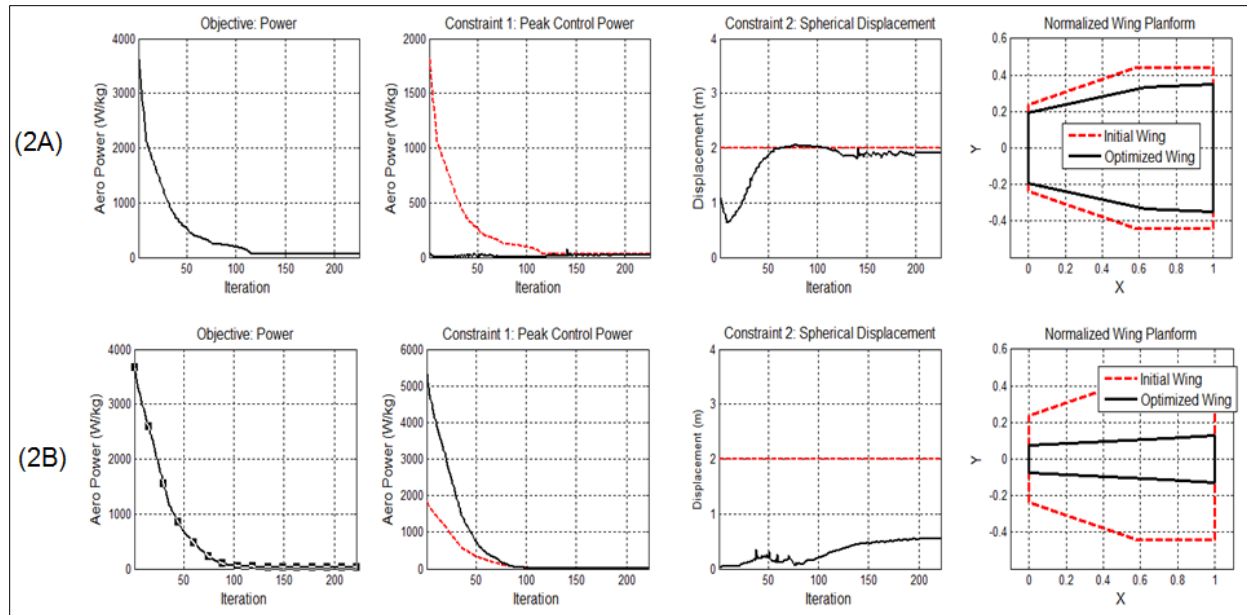 (2A)
Objective: Power
Aero Power (W/kg)
4000
3000
2000
1000
0
50 100 150 200
Iteration
Constraint 1: Peak Control Power
Aero Power (W/kg)
2000
1500
1000
500
0
50 100 150 200
Iteration
Constraint 2: Spherical Displacement
Displacement (m)
4
3
2
1
0
50 100 150 200
Iteration
Normalized Wing Planform
Y
0.6
0.4
0.2
0
-0.2
-0.4
Initial Wing
Optimized Wing
0 0.2 0.4 0.6 0.8 1
X
(2B)
Objective: Power
Aero Power (W/kg)
4000
3000
2000
1000
0
50 100 150 200
Iteration
Constraint 1: Peak Control Power
Aero Power (W/kg)
6000
5000
4000
3000
2000
1000
0
50 100 150 200
Iteration
Constraint 2: Spherical Displacement
Displacement (m)
4
3
2
1
0
50 100 150 200
Iteration
Normalized Wing Planform
Y
0.6
0.4
0.2
0
-0.2
-0.4
Initial Wing
Optimized Wing
0 0.2 0.4 0.6 0.8 1
X